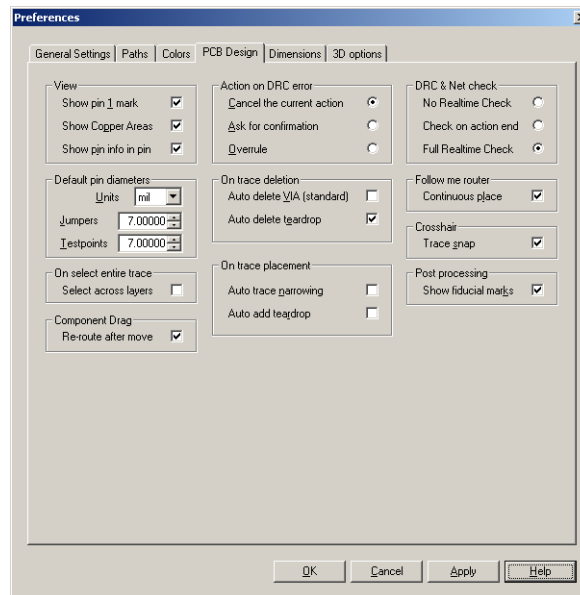 Preferences
General Settings Paths Colors PCB Design Dimensions 3D options
View
Show pin 1 mark
Show Copper Areas
Show pin info in pin
Default pin diameters
Units mil
Jumpers 7.00000
Testpoints 7.00000
On select entire trace
Select across layers
Component Drag
Re-route after move
Action on DRC error
Cancel the current action
Ask for confirmation
Overrule
On trace deletion
Auto delete VIA (standard)
Auto delete teardrop
On trace placement
Auto trace narrowing
Auto add teardrop
DRC & Net check
No Realtime Check
Check on action end
Full Realtime Check
Follow me router
Continuous place
Crosshair
Trace snap
Post processing
Show fiducial marks
OK Cancel Apply Help